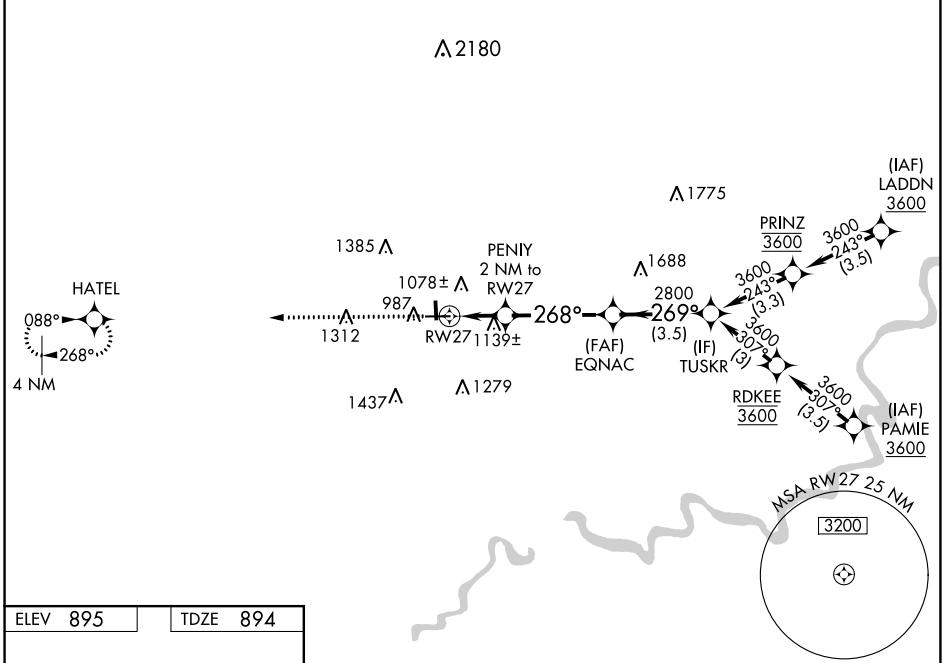 2180
(IAF)
LADDN
3600
1775
PRINZ
3600
3600
243°
(3.5)
1385
PENIY
2 NM to
RW27
1688
3600
243°
(3.3)
HATEL
1078±
2800
088°
987
268°
269°
268°
1312
RW27
1139±
(3.5)
(IF)
TUSKR
3600
307°
(3)
(FAF)
EQNAC
4 NM
1437
1279
RDKEE
3600
3600
307°
(3.5)
(IAF)
PAMIE
3600
MSA RW27 25 NM
3200
ELEV 895
TDZE 894